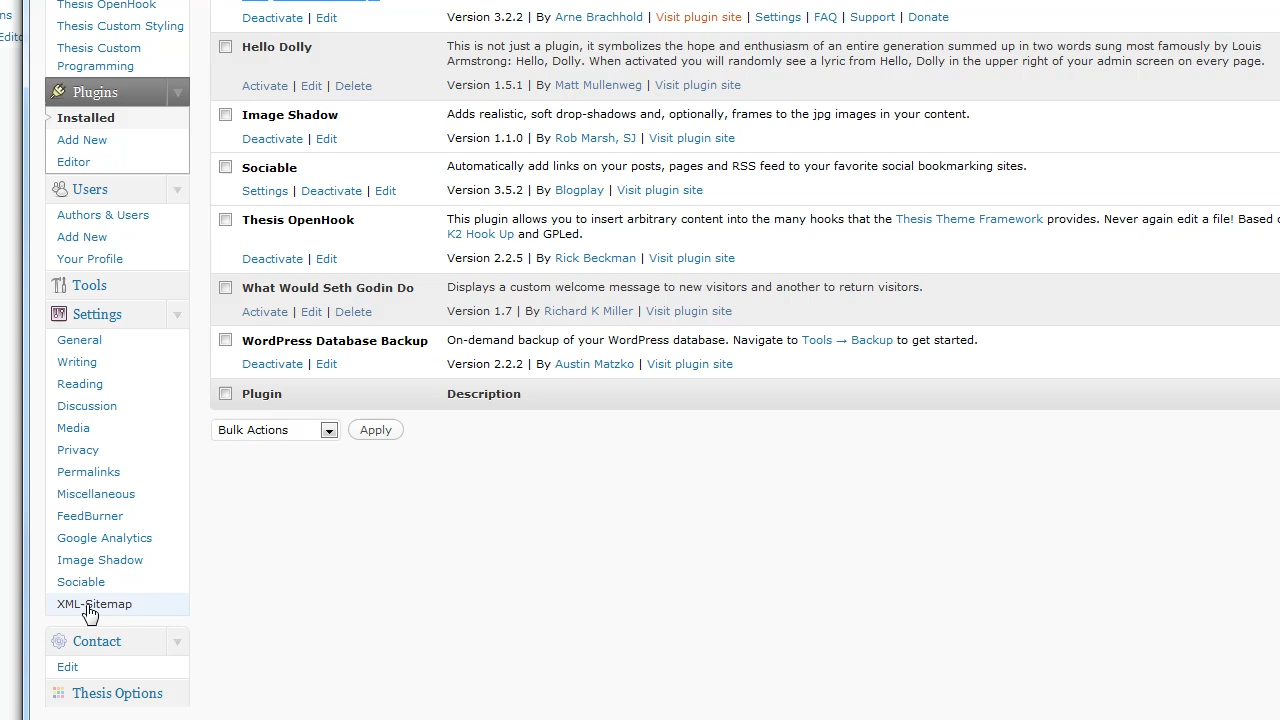 ns
Edito
Thesis OpenHook
Thesis Custom Styling
Thesis Custom
Programming
Plugins
Installed
Add New
Editor
Users
Authors & Users
Add New
Your Profile
Tools
Settings
General
Writing
Reading
Discussion
Media
Privacy
Permalinks
Miscellaneous
FeedBurner
Google Analytics
Image Shadow
Sociable
XML-Sitemap
Contact
Edit
Thesis Options
Deactivate | Edit
Version 3.2.2 | By Arne Brachhold | Visit plugin site | Settings | FAQ | Support | Donate
Hello Dolly
This is not just a plugin, it symbolizes the hope and enthusiasm of an entire generation summed up in two words sung most famously by Louis
Armstrong: Hello, Dolly. When activated you will randomly see a lyric from Hello, Dolly in the upper right of your admin screen on every page.
Activate | Edit | Delete
Version 1.5.1 | By Matt Mullenweg | Visit plugin site
Image Shadow
Adds realistic, soft drop-shadows and, optionally, frames to the jpg images in your content.
Deactivate | Edit
Version 1.1.0 | By Rob Marsh, SJ | Visit plugin site
Sociable
Automatically add links on your posts, pages and RSS feed to your favorite social bookmarking sites.
Settings | Deactivate | Edit
Version 3.5.2 | By Blogplay | Visit plugin site
Thesis OpenHook
This plugin allows you to insert arbitrary content into the many hooks that the Thesis Theme Framework provides. Never again edit a file! Based o
K2 Hook Up and GPLed.
Deactivate | Edit
Version 2.2.5 | By Rick Beckman | Visit plugin site
What Would Seth Godin Do
Displays a custom welcome message to new visitors and another to return visitors.
Activate | Edit | Delete
Version 1.7 | By Richard K Miller | Visit plugin site
WordPress Database Backup
On-demand backup of your WordPress database. Navigate to Tools → Backup to get started.
Deactivate | Edit
Version 2.2.2 | By Austin Matzko | Visit plugin site
Plugin
Description
Bulk Actions
Apply